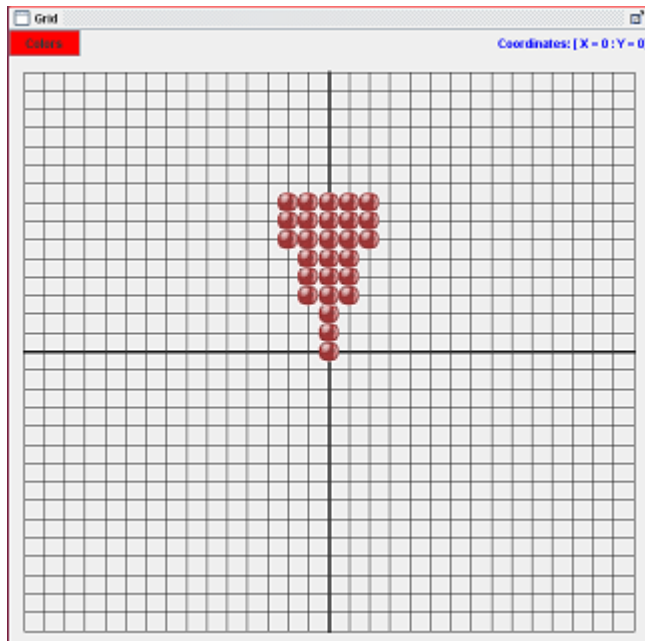 Grid
Colors
Coordinates: [ X = 0 : Y = 0